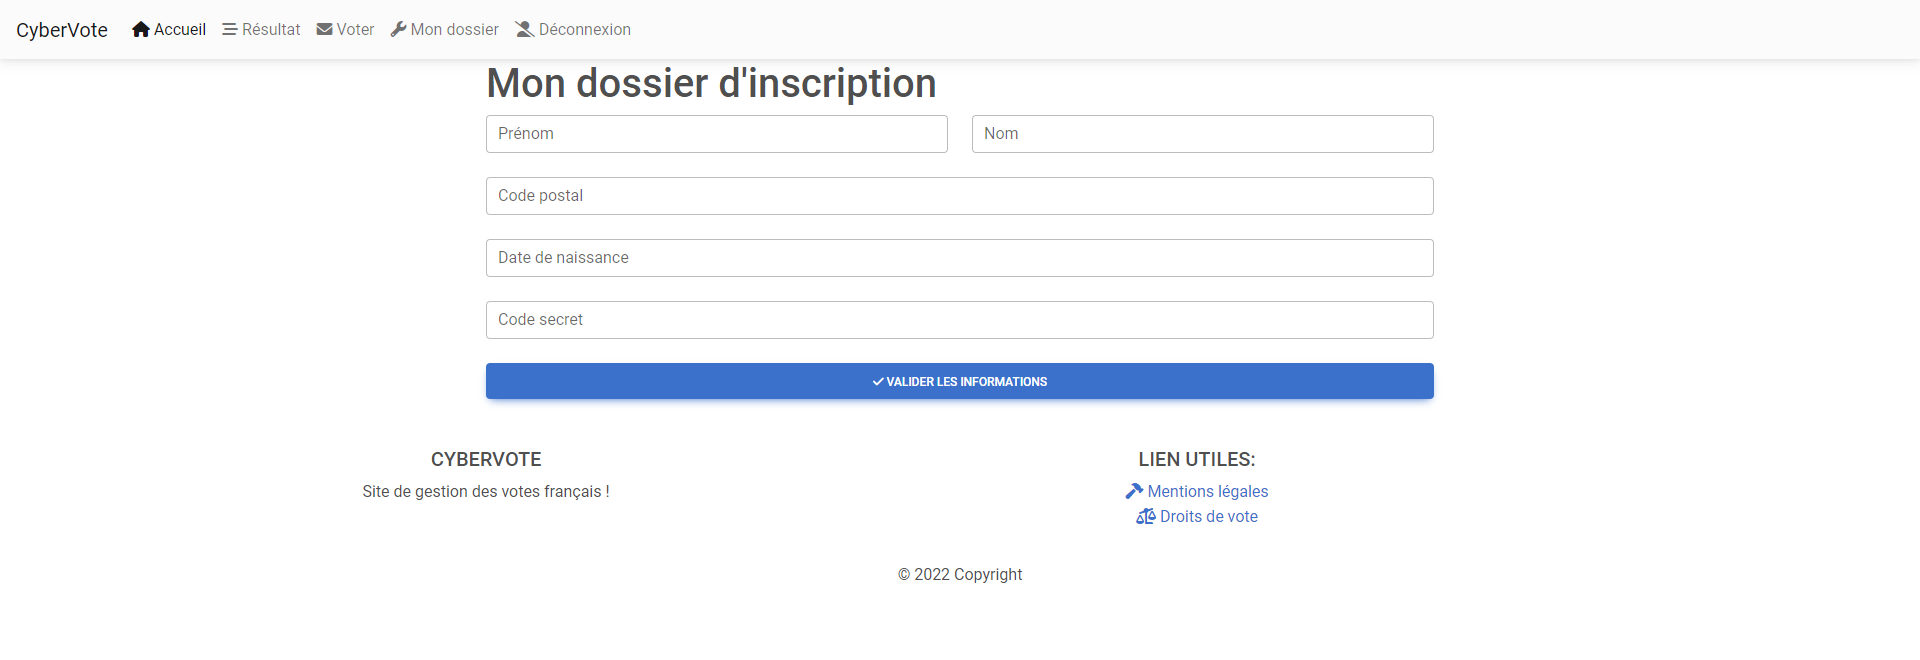 CyberVote Accueil Résultat Voter Mon dossier Déconnexion
Mon dossier d'inscription
Prénom Nom
Code postal
Date de naissance
Code secret
VALIDER LES INFORMATIONS
CYBERVOTE
Site de gestion des votes français !
LIEN UTILES:
Mentions légales
Droits de vote
© 2022 Copyright